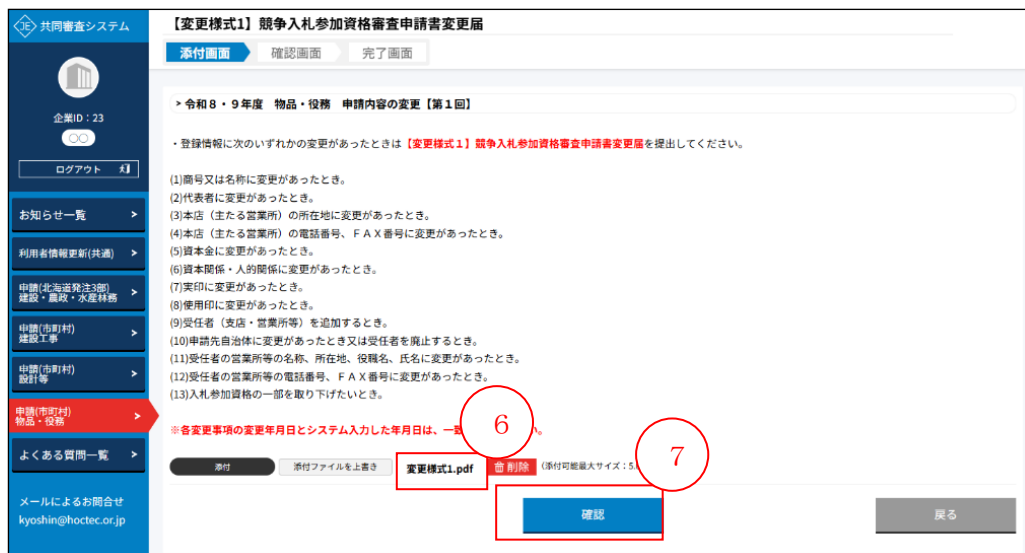 JE 共同審査システム
企業ID：23
○○
ログアウト
お知らせ一覧 >
利用者情報更新(共通) >
申請(北海道発注3部)
建設・農政・水産林務 >
申請(市町村)
建設工事 >
申請(市町村)
設計等 >
申請(市町村)
物品・役務 >
よくある質問一覧 >
メールによるお問合せ
kyoshin@hoctec.or.jp
【変更様式1】競争入札参加資格審査申請書変更届
添付画面 確認画面 完了画面
> 令和８・９年度 物品・役務 申請内容の変更【第１回】
・登録情報に次のいずれかの変更があったときは【変更様式１】競争入札参加資格審査申請書変更届を提出してください。
(1)商号又は名称に変更があったとき。
(2)代表者に変更があったとき。
(3)本店（主たる営業所）の所在地に変更があったとき。
(4)本店（主たる営業所）の電話番号、ＦＡＸ番号に変更があったとき。
(5)資本金に変更があったとき。
(6)資本関係・人的関係に変更があったとき。
(7)実印に変更があったとき。
(8)使用印に変更があったとき。
(9)受任者（支店・営業所等）を追加するとき。
(10)申請先自治体に変更があったとき又は受任者を廃止するとき。
(11)受任者の営業所等の名称、所在地、役職名、氏名に変更があったとき。
(12)受任者の営業所等の電話番号、ＦＡＸ番号に変更があったとき。
(13)入札参加資格の一部を取り下げたいとき。
※各変更事項の変更年月日とシステム入力した年月日は、一致 い。
６
７
添付 添付ファイルを上書き 変更様式1.pdf 削除 (添付可能最大サイズ：5.
確認 戻る